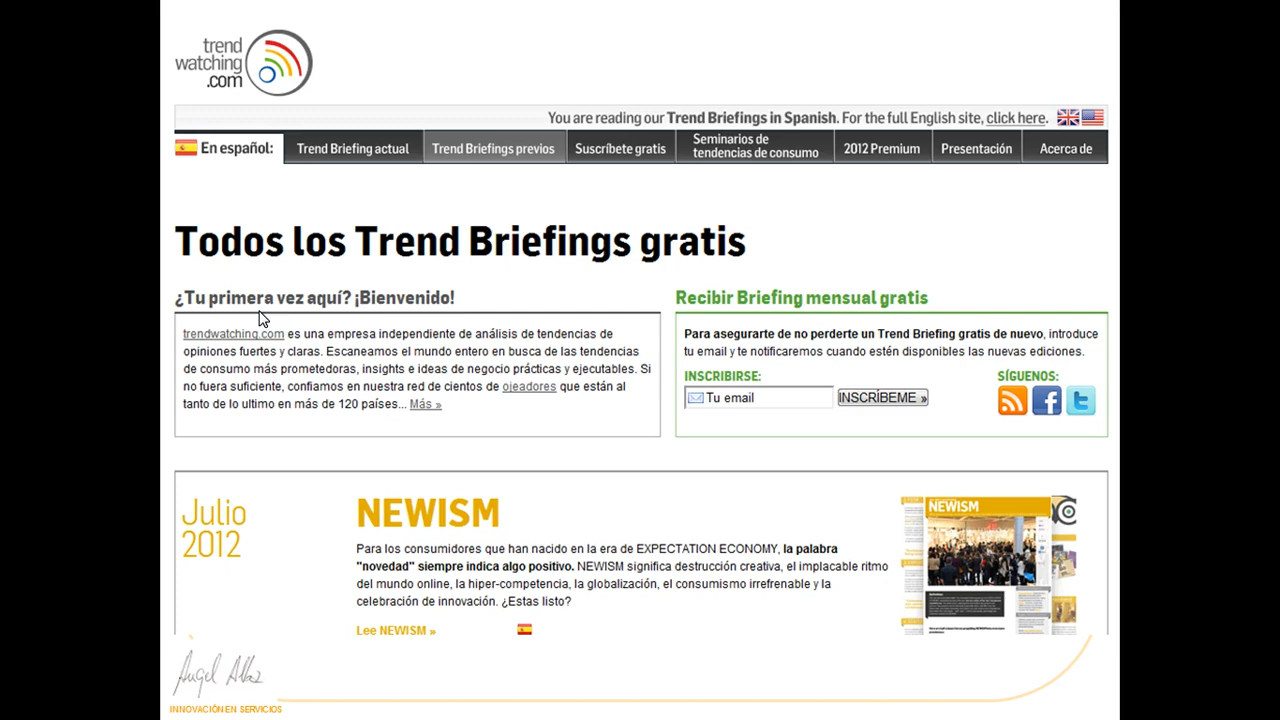 trend
watching
.com
You are reading our Trend Briefings in Spanish. For the full English site, click here.
En español:
Trend Briefing actual
Trend Briefings previos
Suscríbete gratis
Seminarios de
tendencias de consumo
2012 Premium
Presentación
Acerca de
Todos los Trend Briefings gratis
¿Tu primera vez aquí? ¡Bienvenido!
trendwatching.com es una empresa independiente de análisis de tendencias de
opiniones fuertes y claras. Escaneamos el mundo entero en busca de las tendencias
de consumo más prometedoras, insights e ideas de negocio prácticas y ejecutables. Si
no fuera suficiente, confiamos en nuestra red de cientos de ojeadores que están al
tanto de lo ultimo en más de 120 países... Más »
Recibir Briefing mensual gratis
Para asegurarte de no perderte un Trend Briefing gratis de nuevo, introduce
tu email y te notificaremos cuando estén disponibles las nuevas ediciones.
INSCRIBIRSE:
SÍGUENOS:
Tu email
INSCRÍBEME »
Julio
2012
NEWISM
Para los consumidores que han nacido en la era de EXPECTATION ECONOMY, la palabra
"novedad" siempre indica algo positivo. NEWISM significa destrucción creativa, el implacable ritmo
del mundo online, la hiper-competencia, la globalización, el consumismo irrefrenable y la
celebración de innovación. ¿Estas listo?
Lee NEWISM »
NEWISM
INNOVACIÓN EN SERVICIOS